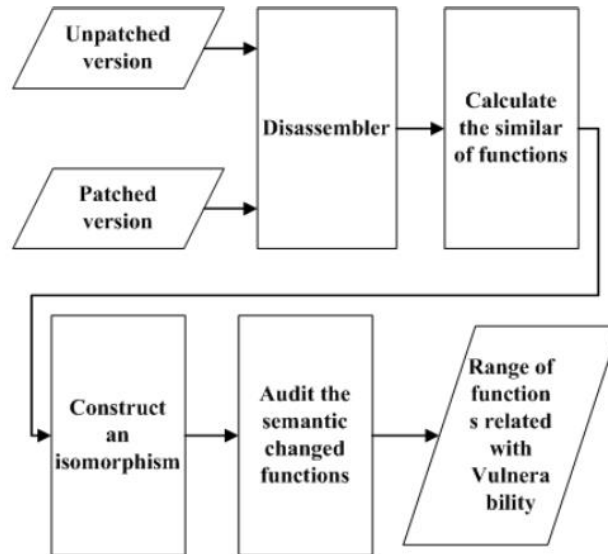 Unpatched
version
Disassembler
Calculate
the similar
of functions
Patched
version
Construct
an
isomorphism
Audit the
semantic
changed
functions
Range of
function
s related
with
Vulnera
bility